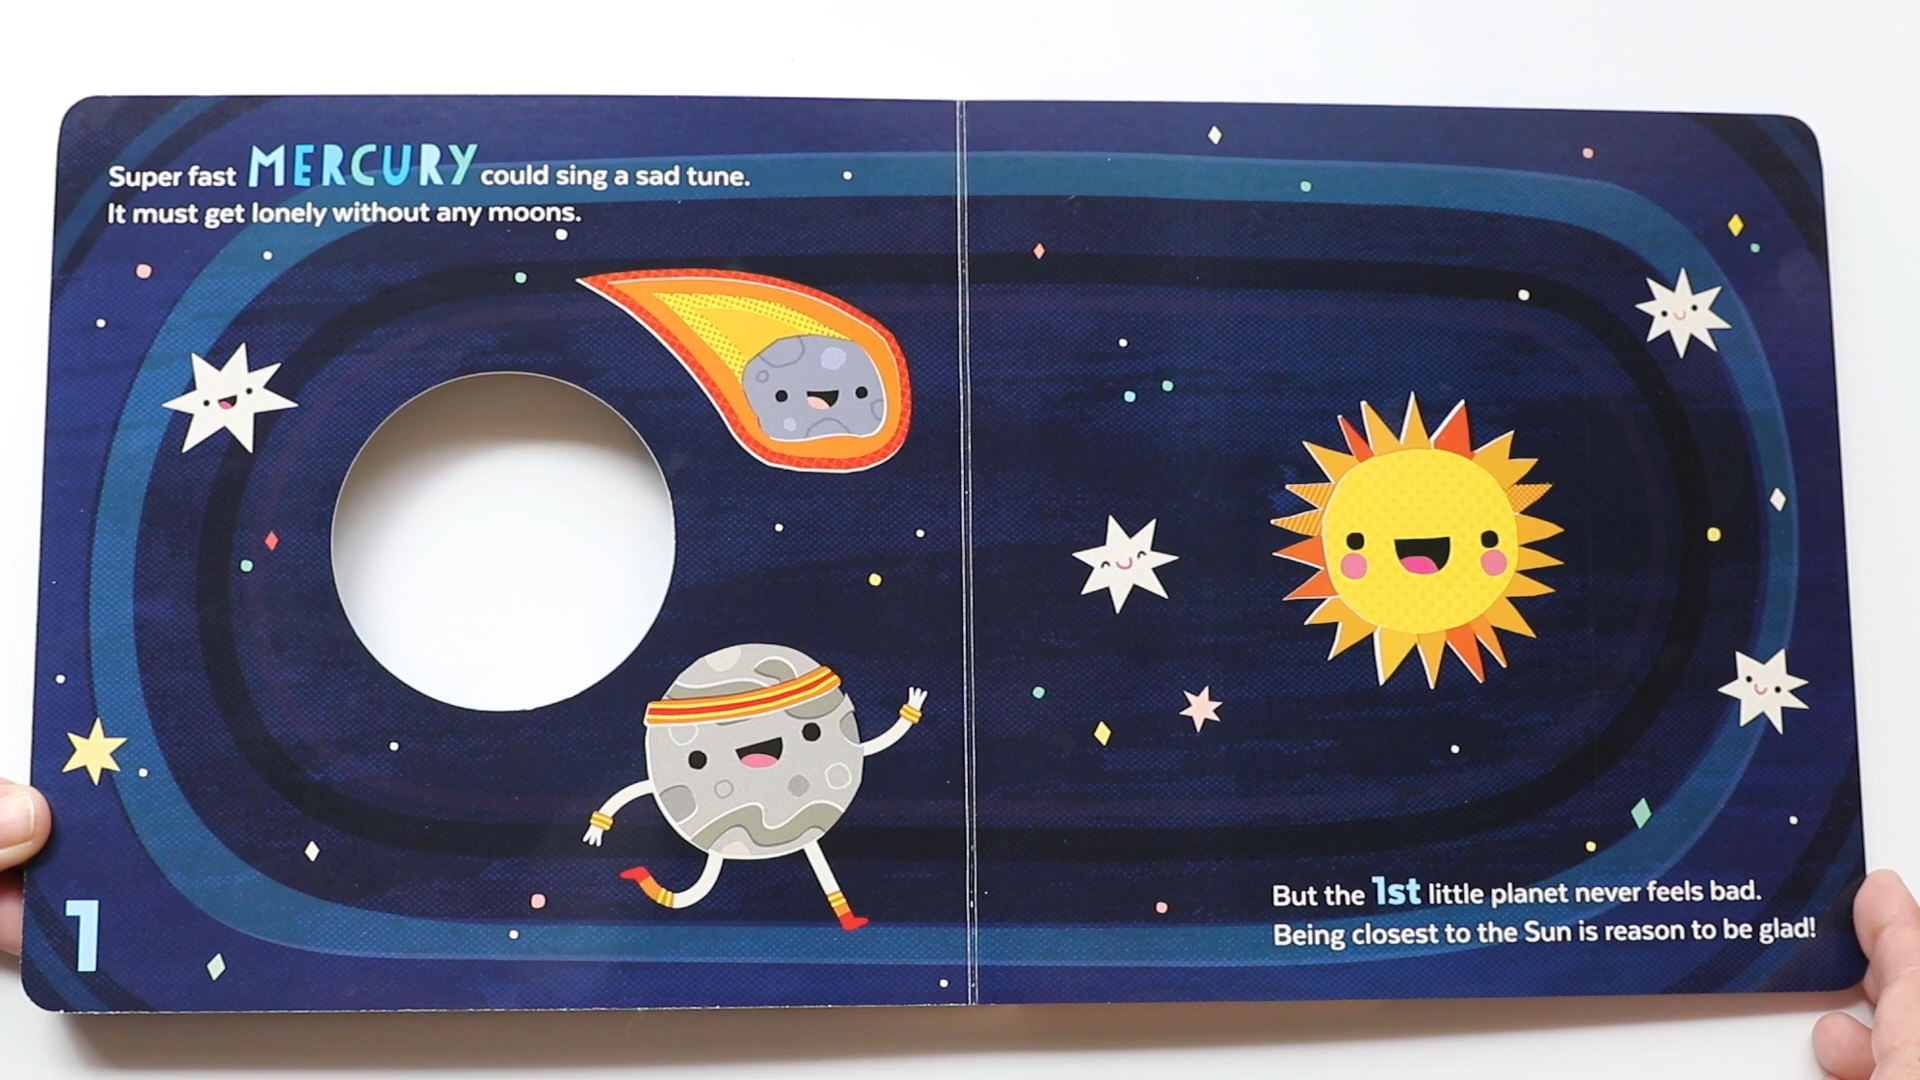 Super fast MERCURY could sing a sad tune.
It must get lonely without any moons.
1
But the 1st little planet never feels bad.
Being closest to the Sun is reason to be glad!